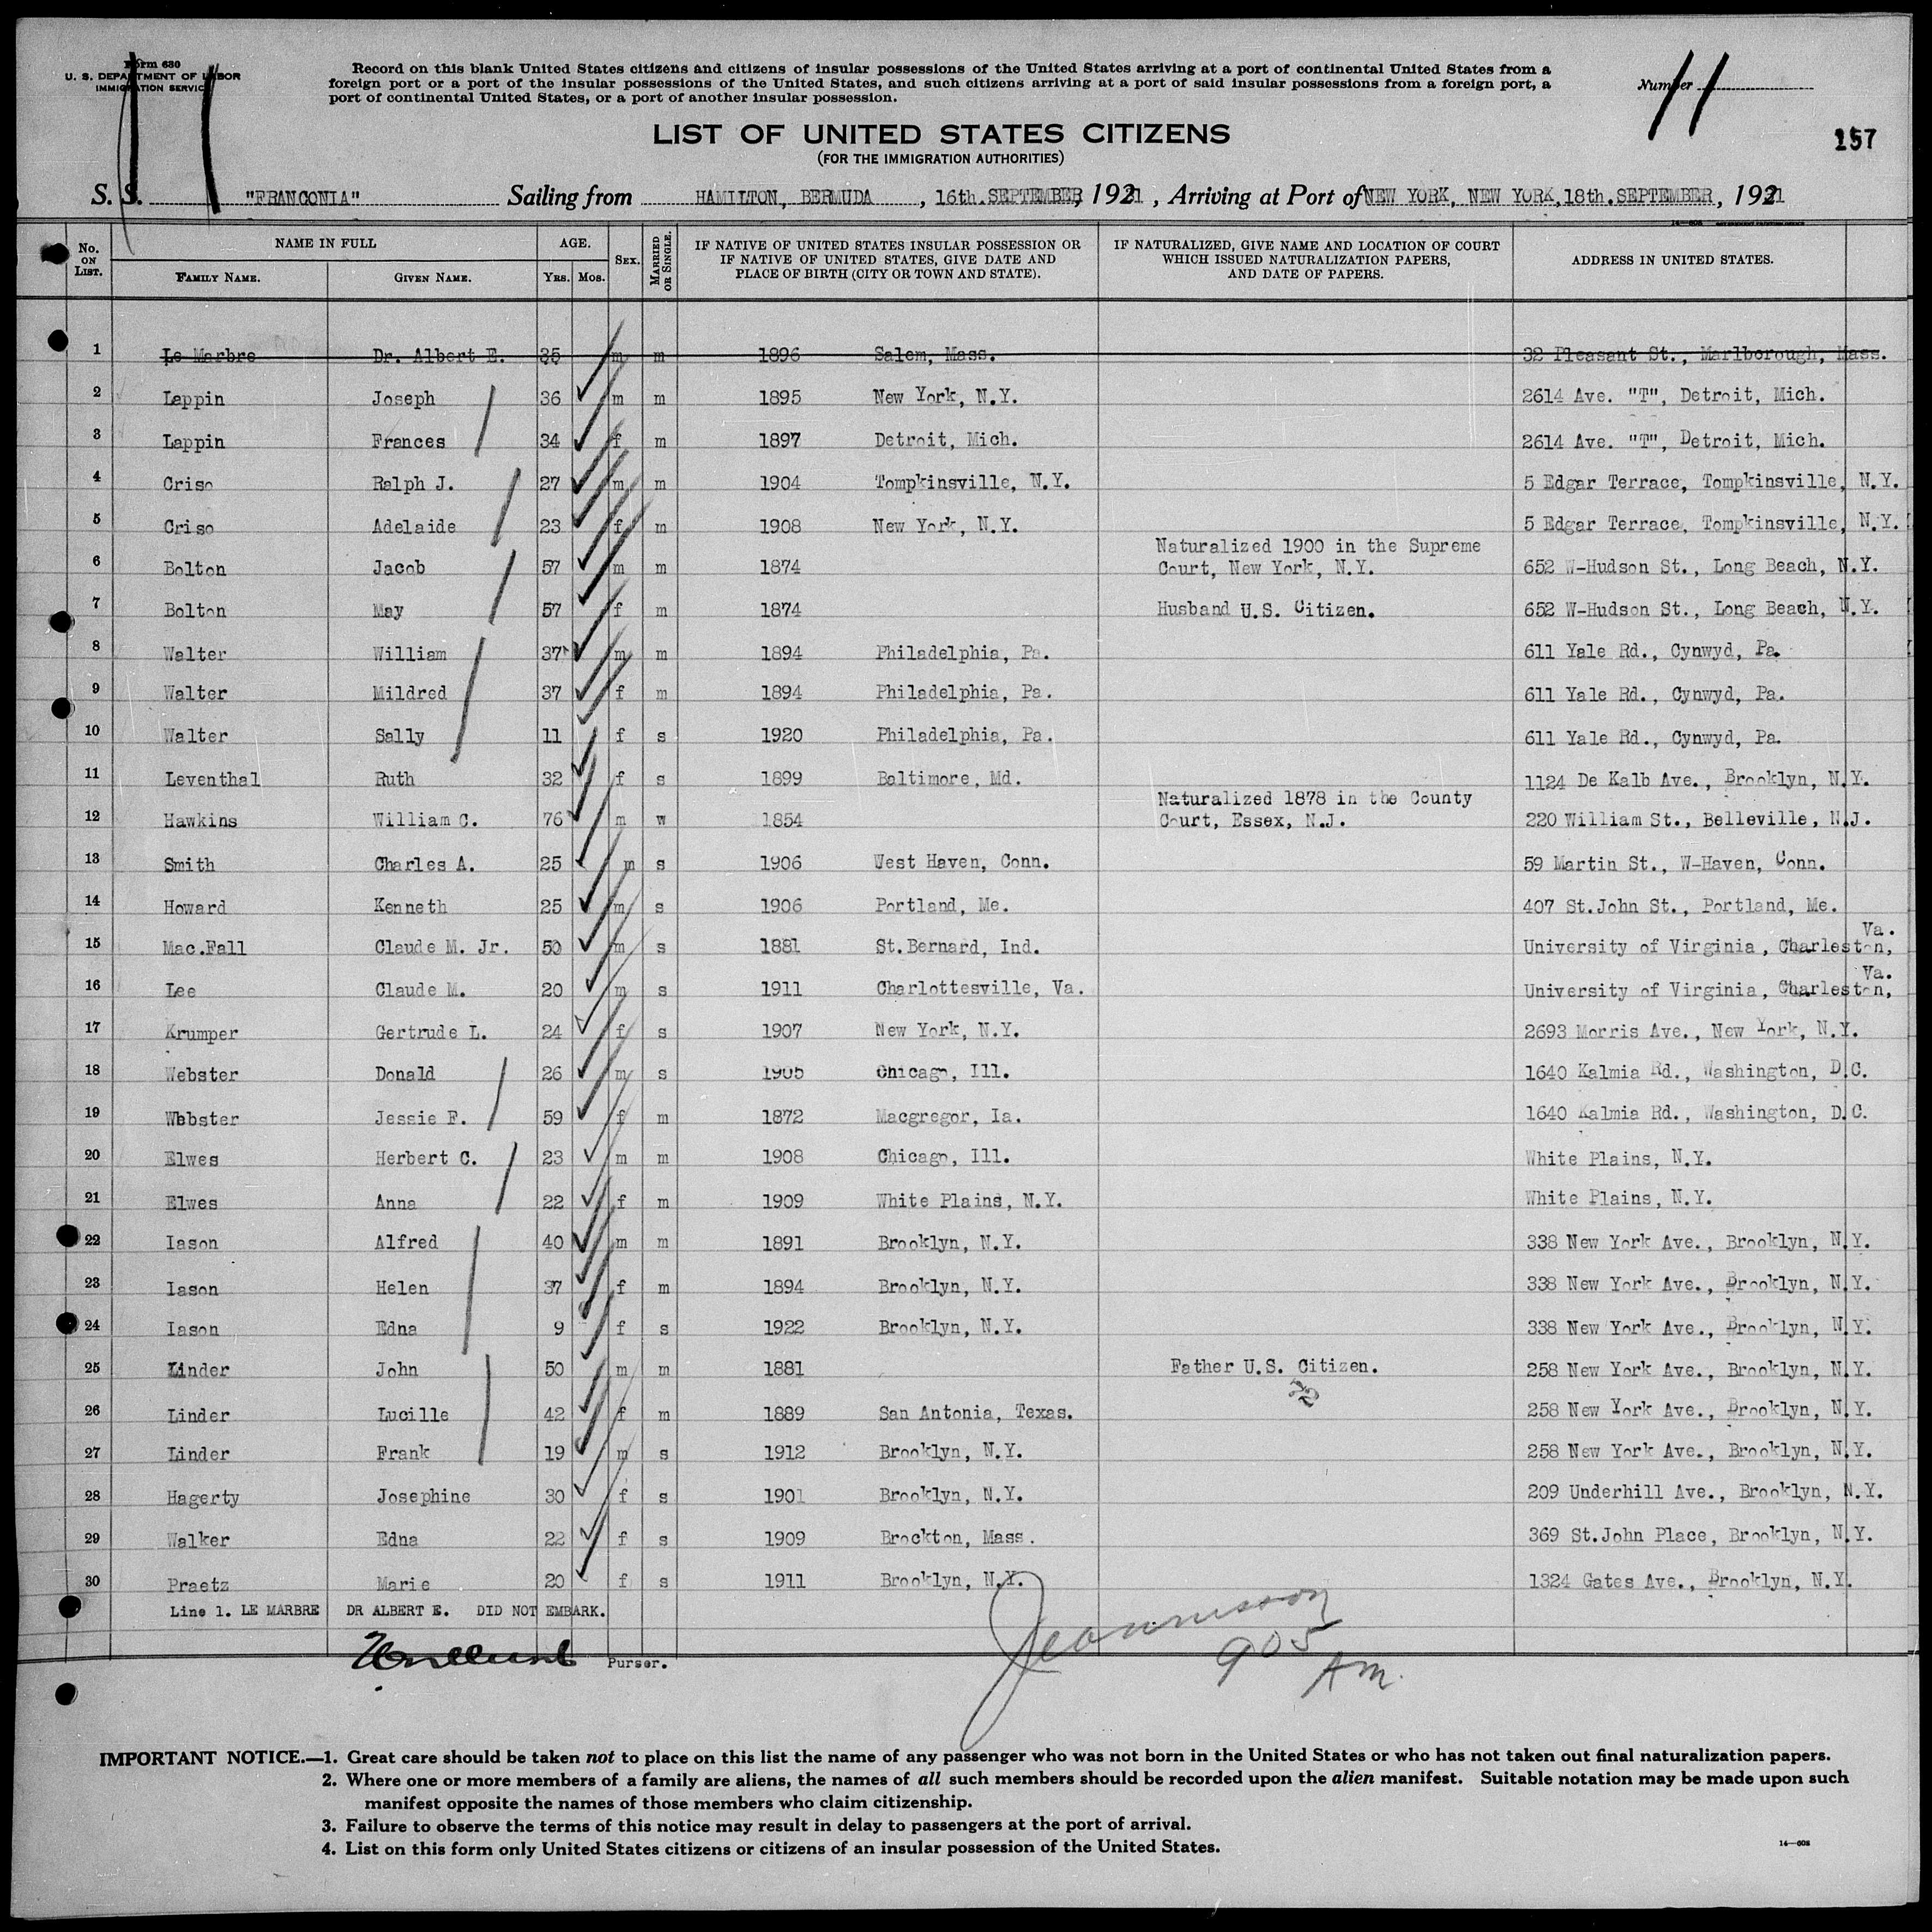 Form 630
U. S. DEPARTMENT OF LABOR
IMMIGRATION SERVICE
Record on this blank United States citizens and citizens of insular possessions of the United States arriving at a port of continental United States from a
foreign port or a port of the insular possessions of the United States, and such citizens arriving at a port of said insular possessions from a foreign port, a
port of continental United States, or a port of another insular possession.
Number 11
157
LIST OF UNITED STATES CITIZENS
(FOR THE IMMIGRATION AUTHORITIES)
S. S. "FRANCONIA" Sailing from HAMILTON, BERMUDA, 16th. SEPTEMBER, 1931, Arriving at Port of NEW YORK, NEW YORK, 18th. SEPTEMBER, 1931
No. ON LIST. NAME IN FULL FAMILY NAME. GIVEN NAME. AGE. YRS. MOS. SEX. MARRIED OR SINGLE. IF NATIVE OF UNITED STATES INSULAR POSSESSION OR IF NATIVE OF UNITED STATES, GIVE DATE AND PLACE OF BIRTH (CITY OR TOWN AND STATE). IF NATURALIZED, GIVE NAME AND LOCATION OF COURT WHICH ISSUED NATURALIZATION PAPERS, AND DATE OF PAPERS. ADDRESS IN UNITED STATES.
1 Le Marbre Dr. Albert E. 35 m m 1896 Salem, Mass. 32 Pleasant St., Marlborough, Mass.
2 Lappin Joseph 36 m m 1895 New York, N.Y. 2614 Ave. "T", Detroit, Mich.
3 Lappin Frances 34 f m 1897 Detroit, Mich. 2614 Ave. "T", Detroit, Mich.
4 Criso Ralph J. 27 m m 1904 Tompkinsville, N.Y. 5 Edgar Terrace, Tompkinsville, N.Y.
5 Criso Adelaide 23 f m 1908 New York, N.Y. 5 Edgar Terrace, Tompkinsville, N.Y.
6 Bolton Jacob 57 m m 1874 Naturalized 1900 in the Supreme Court, New York, N.Y. 652 W-Hudson St., Long Beach, N.Y.
7 Bolton May 57 f m 1874 Husband U.S. Citizen. 652 W-Hudson St., Long Beach, N.Y.
8 Walter William 37 m m 1894 Philadelphia, Pa. 611 Yale Rd., Cynwyd, Pa.
9 Walter Mildred 37 f m 1894 Philadelphia, Pa. 611 Yale Rd., Cynwyd, Pa.
10 Walter Sally 11 f s 1920 Philadelphia, Pa. 611 Yale Rd., Cynwyd, Pa.
11 Leventhal Ruth 32 f s 1899 Baltimore, Md. 1124 De Kalb Ave., Brooklyn, N.Y.
12 Hawkins William C. 76 m w 1854 Naturalized 1878 in the County Court, Essex, N.J. 220 William St., Belleville, N.J.
13 Smith Charles A. 25 m s 1906 West Haven, Conn. 59 Martin St., W-Haven, Conn.
14 Howard Kenneth 25 m s 1906 Portland, Me. 407 St.John St., Portland, Me.
15 Mac.Fall Claude M. Jr. 50 m s 1881 St.Bernard, Ind. University of Virginia, Charleston, Va.
16 Lee Claude M. 20 m s 1911 Charlottesville, Va. University of Virginia, Charleston, Va.
17 Krumper Gertrude L. 24 f s 1907 New York, N.Y. 2693 Morris Ave., New York, N.Y.
18 Webster Donald 26 m s 1905 Chicago, Ill. 1640 Kalmia Rd., Washington, D.C.
19 Webster Jessie F. 59 f m 1872 Macgregor, Ia. 1640 Kalmia Rd., Washington, D.C.
20 Elwes Herbert C. 23 m m 1908 Chicago, Ill. White Plains, N.Y.
21 Elwes Anna 22 f m 1909 White Plains, N.Y. White Plains, N.Y.
22 Iason Alfred 40 m m 1891 Brooklyn, N.Y. 338 New York Ave., Brooklyn, N.Y.
23 Iason Helen 37 f m 1894 Brooklyn, N.Y. 338 New York Ave., Brooklyn, N.Y.
24 Iason Edna 9 f s 1922 Brooklyn, N.Y. 338 New York Ave., Brooklyn, N.Y.
25 Linder John 50 m m 1881 Father U.S. Citizen. 258 New York Ave., Brooklyn, N.Y.
26 Linder Lucille 42 f m 1889 San Antonia, Texas. 258 New York Ave., Brooklyn, N.Y.
27 Linder Frank 19 m s 1912 Brooklyn, N.Y. 258 New York Ave., Brooklyn, N.Y.
28 Hagerty Josephine 30 f s 1901 Brooklyn, N.Y. 209 Underhill Ave., Brooklyn, N.Y.
29 Walker Edna 22 f s 1909 Brockton, Mass. 369 St.John Place, Brooklyn, N.Y.
30 Praetz Marie 20 f s 1911 Brooklyn, N.Y. 1324 Gates Ave., Brooklyn, N.Y.
Line 1. LE MARBRE DR ALBERT E. DID NOT EMBARK.
Purser.
905
AM.
IMPORTANT NOTICE.—1. Great care should be taken not to place on this list the name of any passenger who was not born in the United States or who has not taken out final naturalization papers.
2. Where one or more members of a family are aliens, the names of all such members should be recorded upon the alien manifest. Suitable notation may be made upon such
manifest opposite the names of those members who claim citizenship.
3. Failure to observe the terms of this notice may result in delay to passengers at the port of arrival.
4. List on this form only United States citizens or citizens of an insular possession of the United States.
14—608